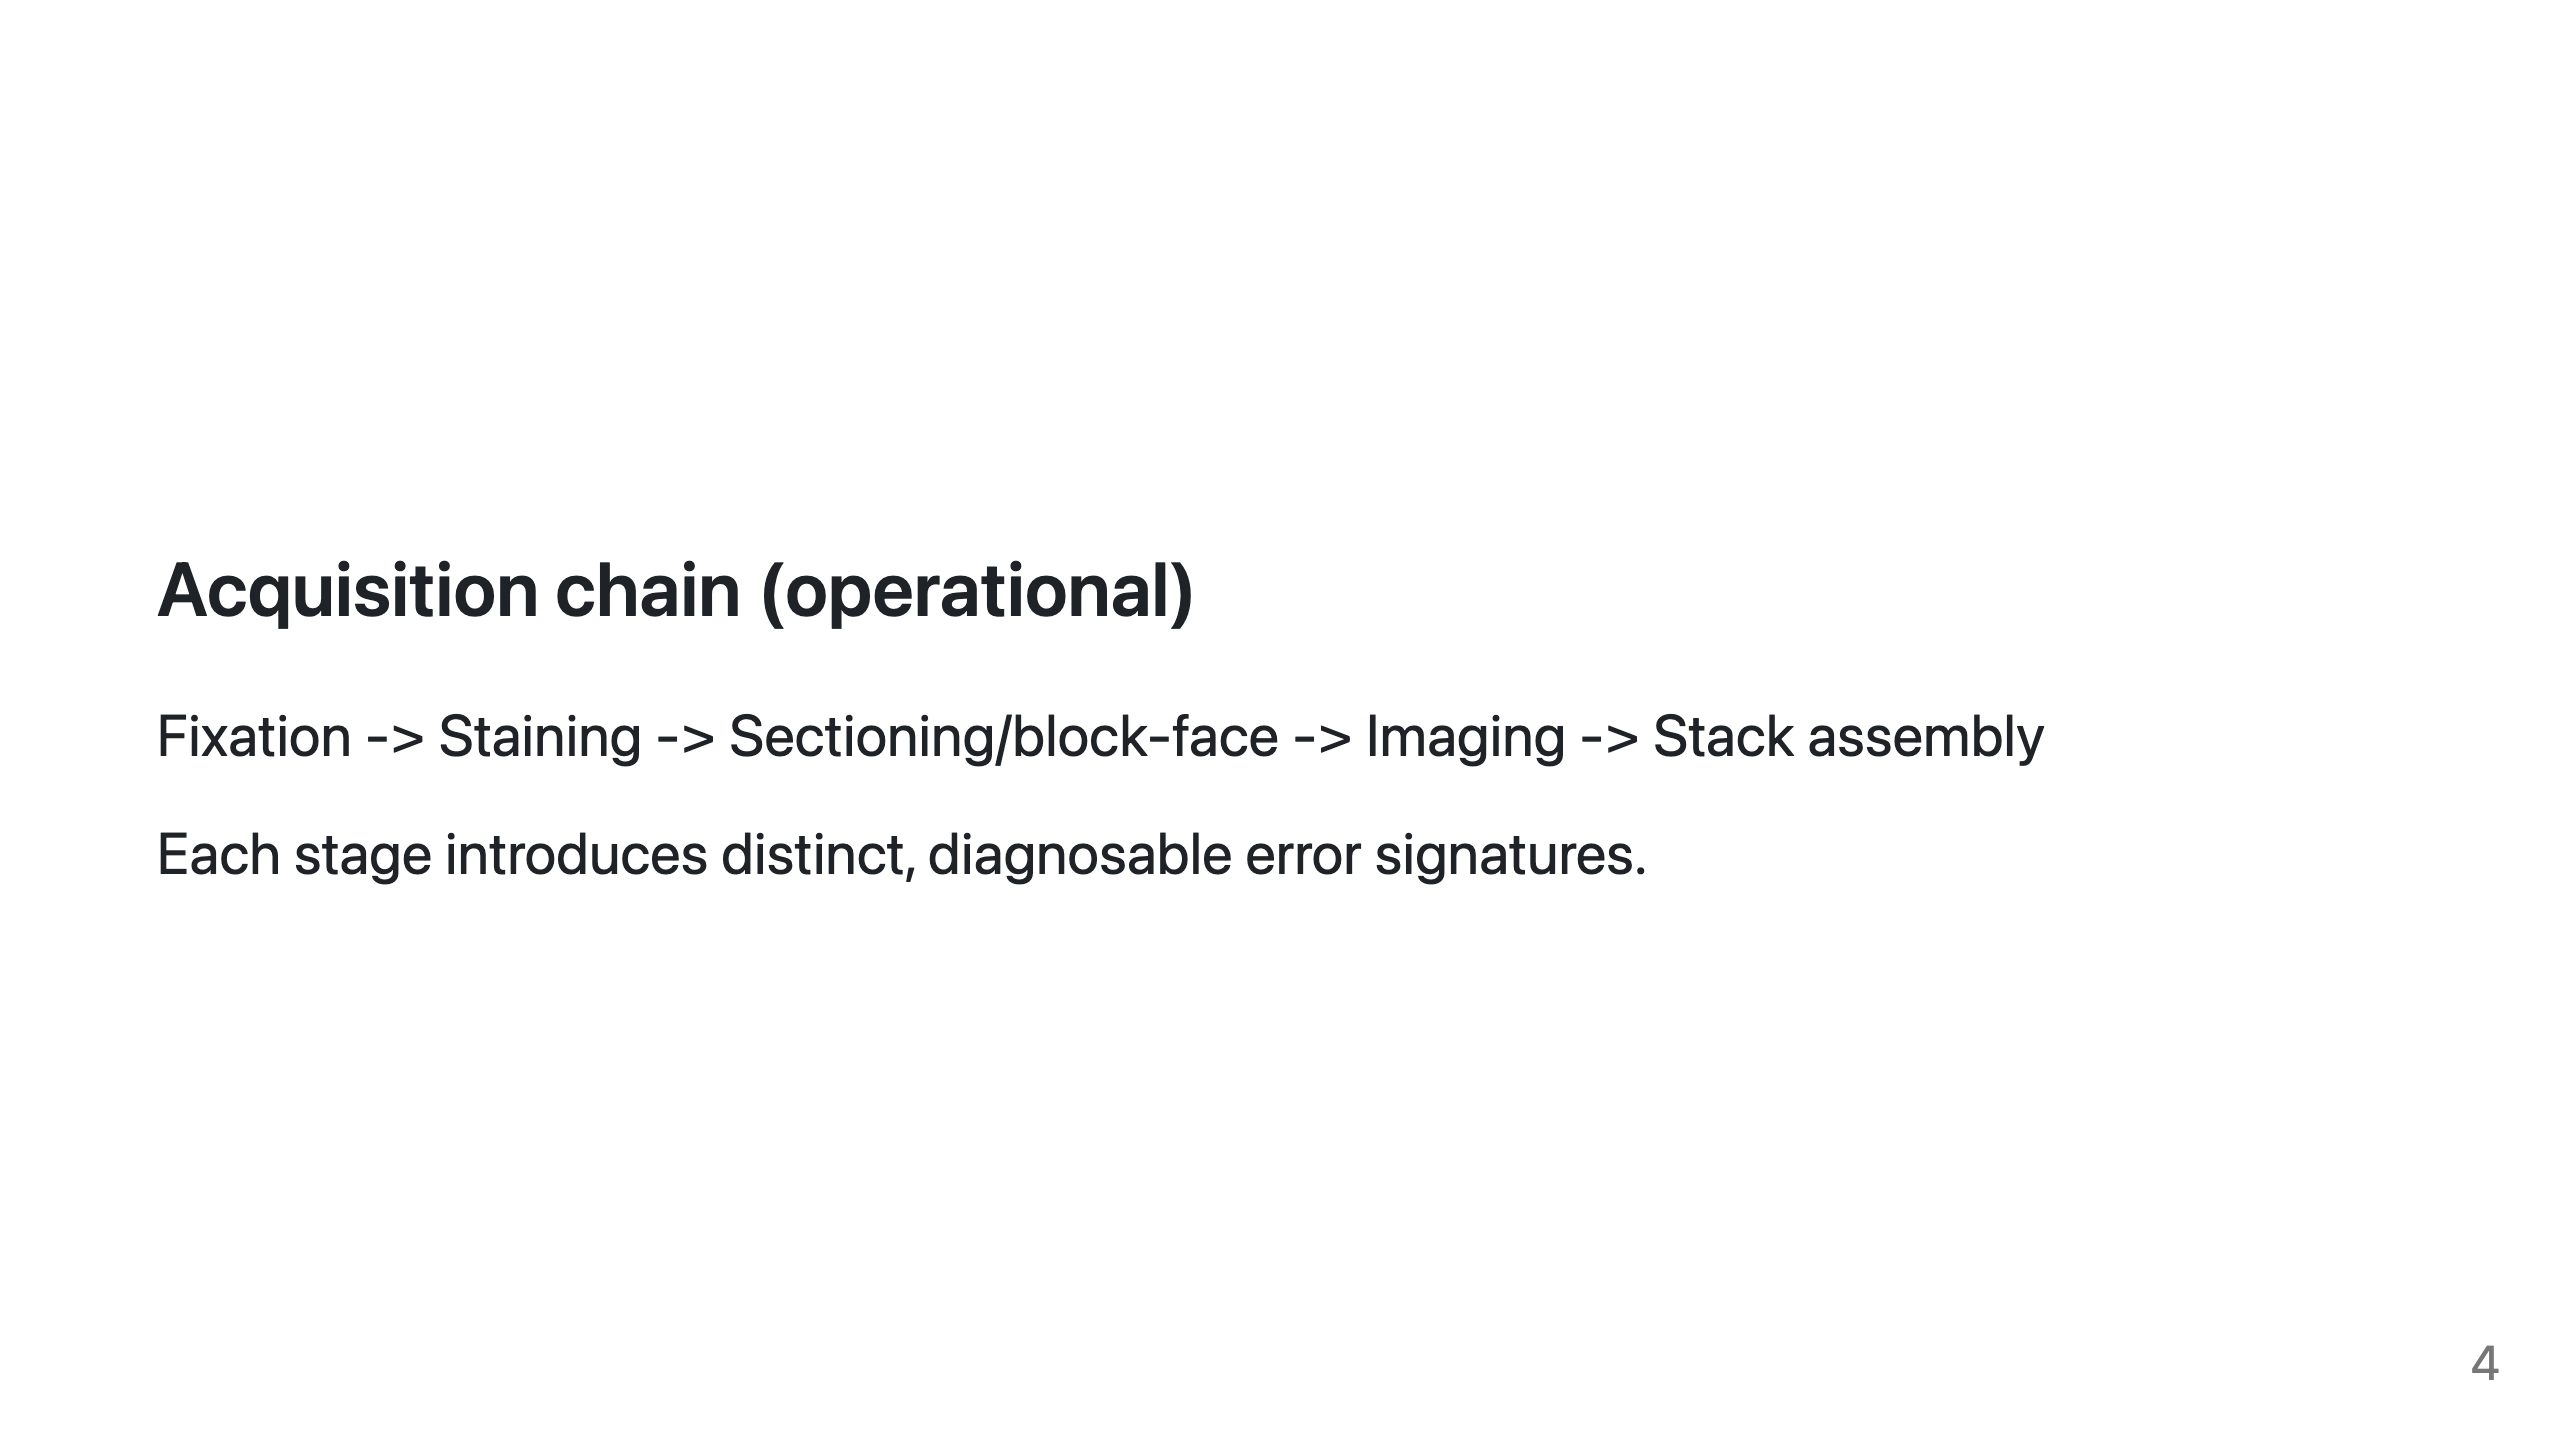 Acquisition chain (operational)
Fixation -> Staining -> Sectioning/block-face -> Imaging -> Stack assembly
Each stage introduces distinct, diagnosable error signatures.
4